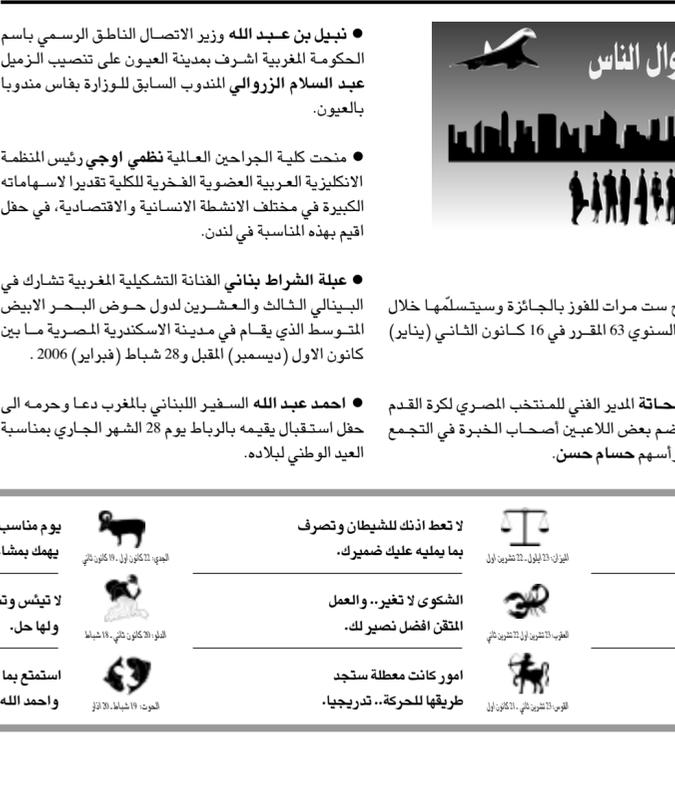 وال الناس
ح ست مرات للفوز بالجائزة وسيتسلّمها خلال
السنوي 63 المقرر في 16 كانون الثاني (يناير)
حاتة المدير الفني للمنتخب المصري لكرة القدم
ضم بعض اللاعبين أصحاب الخبرة في التجمع
رأسهم حسام حسن.
● نبيل بن عبد الله وزير الاتصال الناطق الرسمي باسم
الحكومة المغربية اشرف بمدينة العيون على تنصيب الزميل
عبد السلام الزروالي المندوب السابق للوزارة بفاس مندوبا
بالعيون.
● منحت كلية الجراحين العالمية نظمي اوجي رئيس المنظمة
الانكليزية العربية العضوية الفخرية للكلية تقديرا لاسهاماته
الكبيرة في مختلف الانشطة الانسانية والاقتصادية، في حفل
اقيم بهذه المناسبة في لندن.
● عبلة الشراط بناني الفنانة التشكيلية المغربية تشارك في
البينالي الثالث والعشرين لدول حوض البحر الابيض
المتوسط الذي يقام في مدينة الاسكندرية المصرية ما بين
كانون الاول (ديسمبر) المقبل و28 شباط (فبراير) 2006 .
● احمد عبد الله السفير اللبناني بالمغرب دعا وحرمه الى
حفل استقبال يقيمه بالرباط يوم 28 الشهر الجاري بمناسبة
العيد الوطني لبلاده.
الميزان: 23 ايلول ـ 22 تشرين اول
لا تعط اذنك للشيطان وتصرف
بما يمليه عليك ضميرك.
العقرب: 23 تشرين اول 22 تشرين ثاني
الشكوى لا تغير.. والعمل
المتقن افضل نصير لك.
القوس: 23 تشرين ثاني ـ 21 كانون اول
امور كانت معطلة ستجد
طريقها للحركة.. تدريجيا.
الجدي: 22 كانون اول ـ 19 كانون ثاني
يوم مناسب
يهمك بمشا
الدلو: 20 كانون ثاني ـ 18 شباط
لا تيئس وت
ولها حل.
الحوت: 19 شباط ـ 20 اذار
استمتع بما
واحمد الله